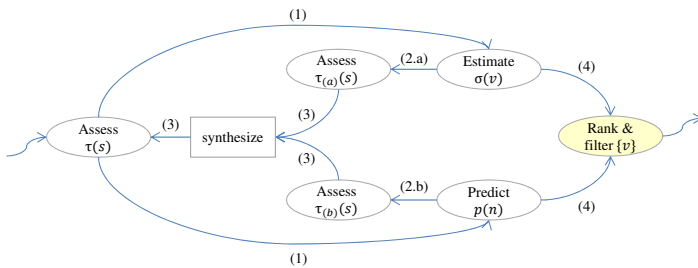 (1)
Assess
τ(a)(s)
(2.a)
Estimate
σ(v)
(4)
(3)
Assess
τ(s)
(3)
synthesize
Rank &
filter {v}
(3)
Assess
τ(b)(s)
(2.b)
Predict
p(n)
(4)
(1)